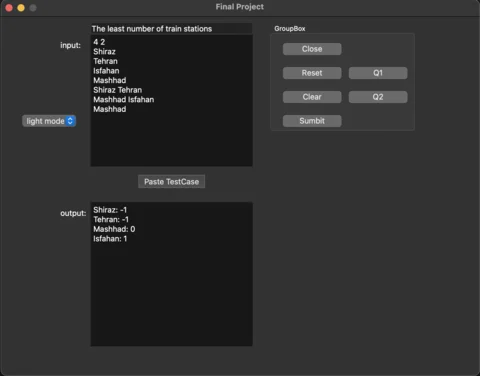 Final Project
The least number of train stations
input:
4 2
Shiraz
Tehran
Isfahan
Mashhad
Shiraz Tehran
Mashhad Isfahan
Mashhad
light mode
Paste TestCase
output:
Shiraz: -1
Tehran: -1
Mashhad: 0
Isfahan: 1
GroupBox
Close
Reset
Q1
Clear
Q2
Sumbit